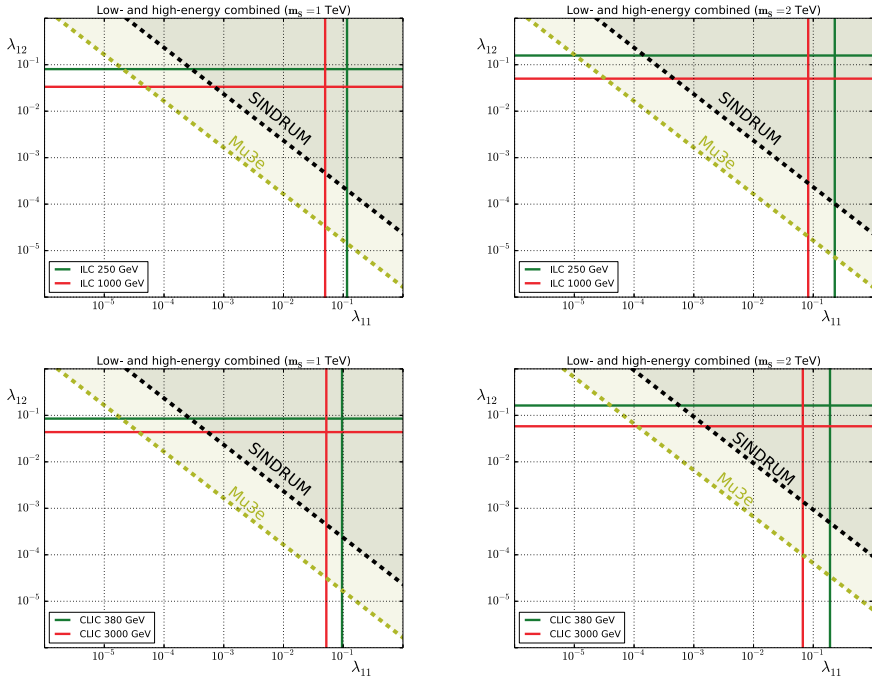 Low- and high-energy combined (m_S = 1 TeV)
λ₁₂
10⁻¹
10⁻²
10⁻³
10⁻⁴
10⁻⁵
SINDRUM
Mu3e
ILC 250 GeV
ILC 1000 GeV
10⁻⁵ 10⁻⁴ 10⁻³ 10⁻² 10⁻¹
λ₁₁
Low- and high-energy combined (m_S = 2 TeV)
λ₁₂
10⁻¹
10⁻²
10⁻³
10⁻⁴
10⁻⁵
SINDRUM
Mu3e
ILC 250 GeV
ILC 1000 GeV
10⁻⁵ 10⁻⁴ 10⁻³ 10⁻² 10⁻¹
λ₁₁
Low- and high-energy combined (m_S = 1 TeV)
λ₁₂
10⁻¹
10⁻²
10⁻³
10⁻⁴
10⁻⁵
SINDRUM
Mu3e
CLIC 380 GeV
CLIC 3000 GeV
10⁻⁵ 10⁻⁴ 10⁻³ 10⁻² 10⁻¹
λ₁₁
Low- and high-energy combined (m_S = 2 TeV)
λ₁₂
10⁻¹
10⁻²
10⁻³
10⁻⁴
10⁻⁵
SINDRUM
Mu3e
CLIC 380 GeV
CLIC 3000 GeV
10⁻⁵ 10⁻⁴ 10⁻³ 10⁻² 10⁻¹
λ₁₁